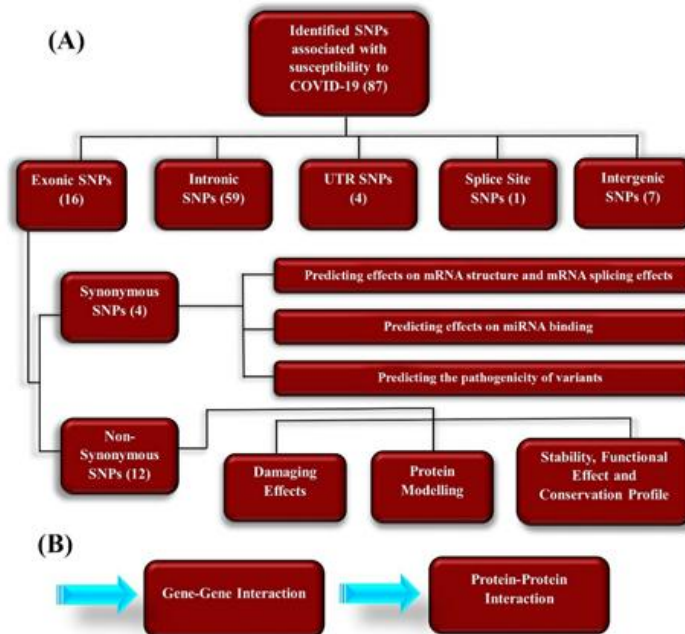 (A)
Identified SNPs
associated with
susceptibility to
COVID-19 (87)
Exonic SNPs
(16)
Intronic
SNPs (59)
UTR SNPs
(4)
Splice Site
SNPs (1)
Intergenic
SNPs (7)
Synonymous
SNPs (4)
Predicting effects on mRNA structure and mRNA splicing effects
Predicting effects on miRNA binding
Predicting the pathogenicity of variants
Non-
Synonymous
SNPs (12)
Damaging
Effects
Protein
Modelling
Stability, Functional
Effect and
Conservation Profile
(B)
Gene-Gene Interaction
Protein-Protein
Interaction